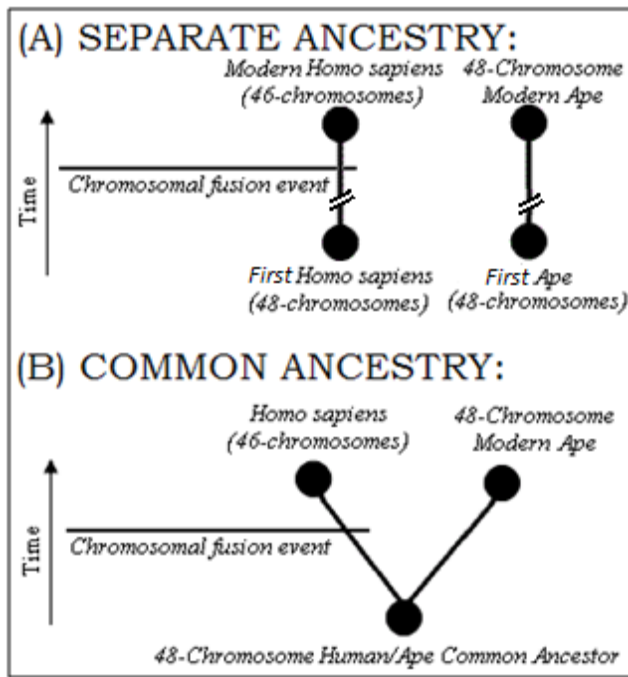 (A) SEPARATE ANCESTRY:
Modern Homo sapiens
(46-chromosomes)
48-Chromosome
Modern Ape
Time
Chromosomal fusion event
First Homo sapiens
(48-chromosomes)
First Ape
(48-chromosomes)
(B) COMMON ANCESTRY:
Homo sapiens
(46-chromosomes)
48-Chromosome
Modern Ape
Time
Chromosomal fusion event
48-Chromosome Human/Ape Common Ancestor